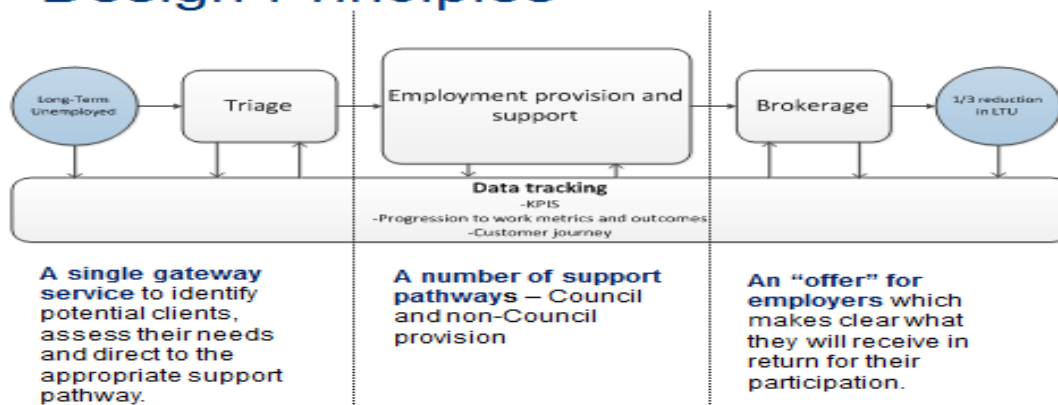 Design Principles
Long-Term
Unemployed
Triage
Employment provision and
support
Brokerage
1/3 reduction
in LTU
Data tracking
-KPIS
-Progression to work metrics and outcomes
-Customer journey
A single gateway
service to identify
potential clients,
assess their needs
and direct to the
appropriate support
pathway.
A number of support
pathways – Council
and non-Council
provision
An “offer” for
employers which
makes clear what
they will receive in
return for their
participation.